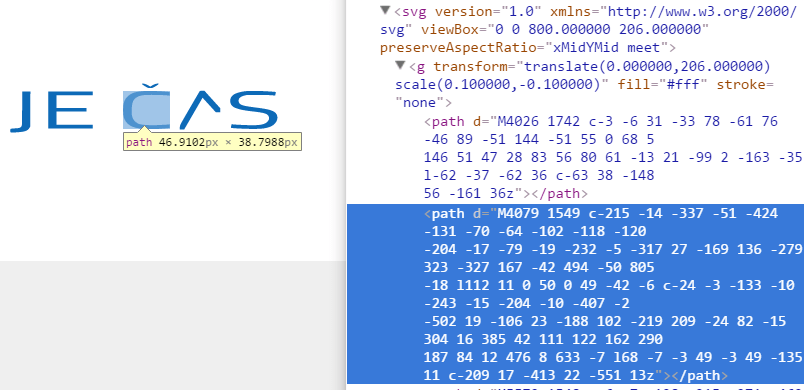 JE ČAS
path 46.9102px × 38.7988px
▼<svg version="1.0" xmlns="http://www.w3.org/2000/
svg" viewBox="0 0 800.000000 206.000000"
preserveAspectRatio="xMidYMid meet">
▼<g transform="translate(0.000000,206.000000)
scale(0.100000,-0.100000)" fill="#fff" stroke=
"none">
<path d="M4026 1742 c-3 -6 31 -33 78 -61 76
-46 89 -51 144 -51 55 0 68 5
146 51 47 28 83 56 80 61 -13 21 -99 2 -163 -35
l-62 -37 -62 36 c-63 38 -148
56 -161 36z"></path>
<path d="M4079 1549 c-215 -14 -337 -51 -424
-131 -70 -64 -102 -118 -120
-204 -17 -79 -19 -232 -5 -317 27 -169 136 -279
323 -327 167 -42 494 -50 805
-18 l112 11 0 50 0 49 -42 -6 c-24 -3 -133 -10
-243 -15 -204 -10 -407 -2
-502 19 -106 23 -188 102 -219 209 -24 82 -15
304 16 385 42 111 122 162 290
187 84 12 476 8 633 -7 168 -7 -3 49 -3 49 -135
11 c-209 17 -413 22 -551 13z"></path>